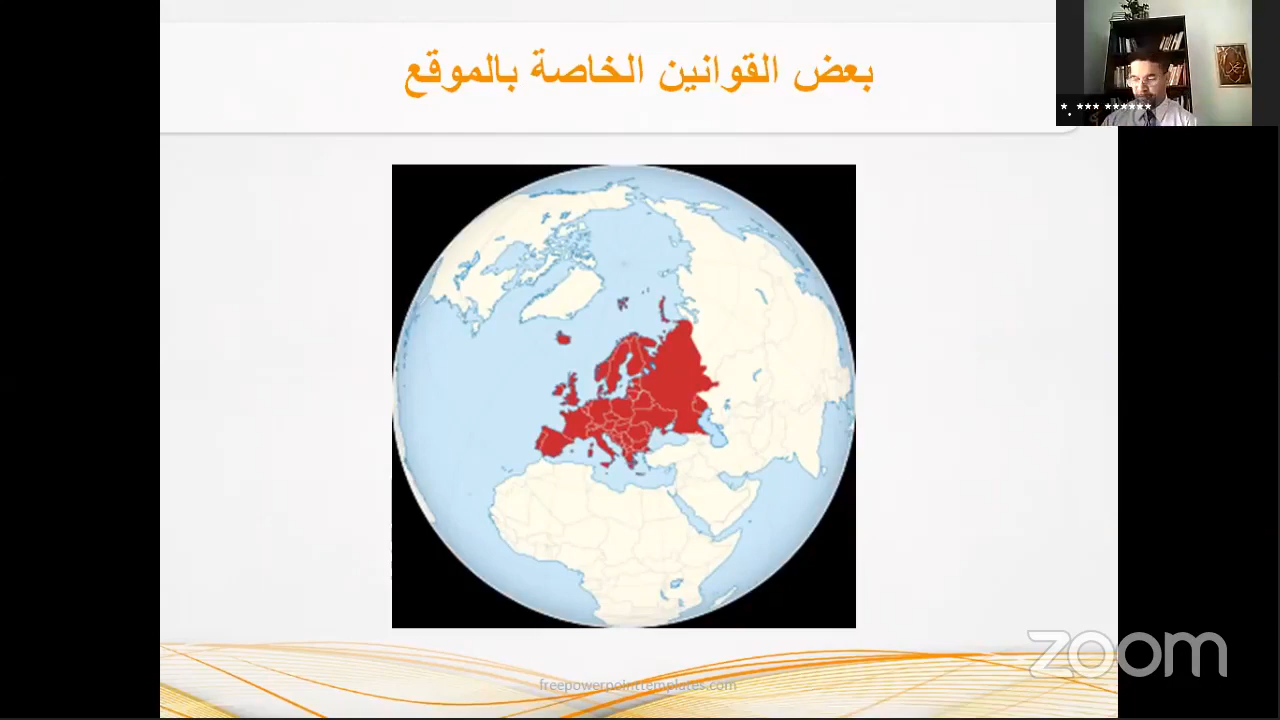 بعض القوانين الخاصة بالموقع
*. *** ******
zoom
freepowerpointtemplates.com